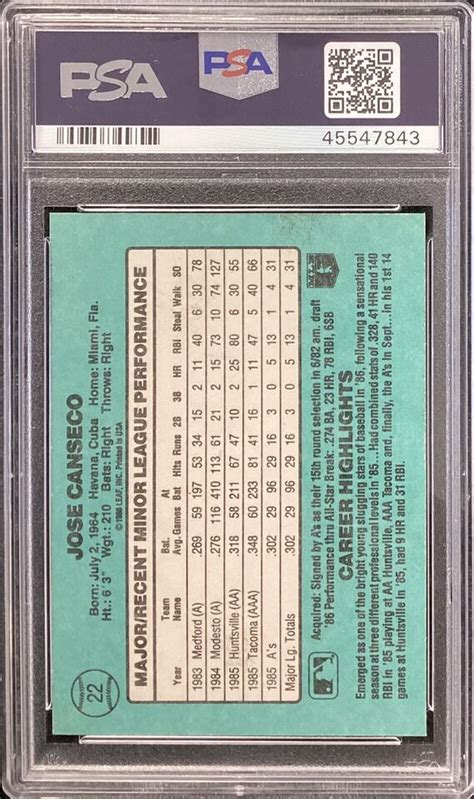 PSA
PSA
45547843
22
JOSE CANSECO
Born: July 2, 1964 Havana, Cuba Home: Miami, Fla.
Ht.: 6'3" Wgt.: 210 Bats: Right Throws: Right
©1986 LEAF, INC. Printed in USA
MAJOR/RECENT MINOR LEAGUE PERFORMANCE
Team Bat. At
Year Name Avg. Games Bat Hits Runs 2B 3B HR RBI Steal Walk SO
1983 Medford (A) .269 59 197 53 34 15 2 11 40 6 30 78
1984 Modesto (A) .276 116 410 113 61 21 2 15 73 10 74 127
1985 Huntsville (AA) .318 58 211 67 47 10 2 25 80 6 30 55
1985 Tacoma (AAA) .348 60 233 81 41 16 1 11 47 5 40 66
1985 A's .302 29 96 29 16 3 0 5 13 1 4 31
Major Lg. Totals .302 29 96 29 16 3 0 5 13 1 4 31
Acquired: Signed by A's as their 15th round selection in 6/82 am. draft
'86 Performance thru All-Star Break: .274 BA, 23 HR, 78 RBI, 6SB
CAREER HIGHLIGHTS
Emerged as one of the bright young slugging stars of baseball in '86, following a sensational
season at three different professional levels in '85...Had combined stats of .328, 41 HR and 140
RBI in '85 playing at AA Huntsville, AAA Tacoma and, finally, the A's in Sept...in his 1st 14
games at Huntsville in '85, had 9 HR and 31 RBI.